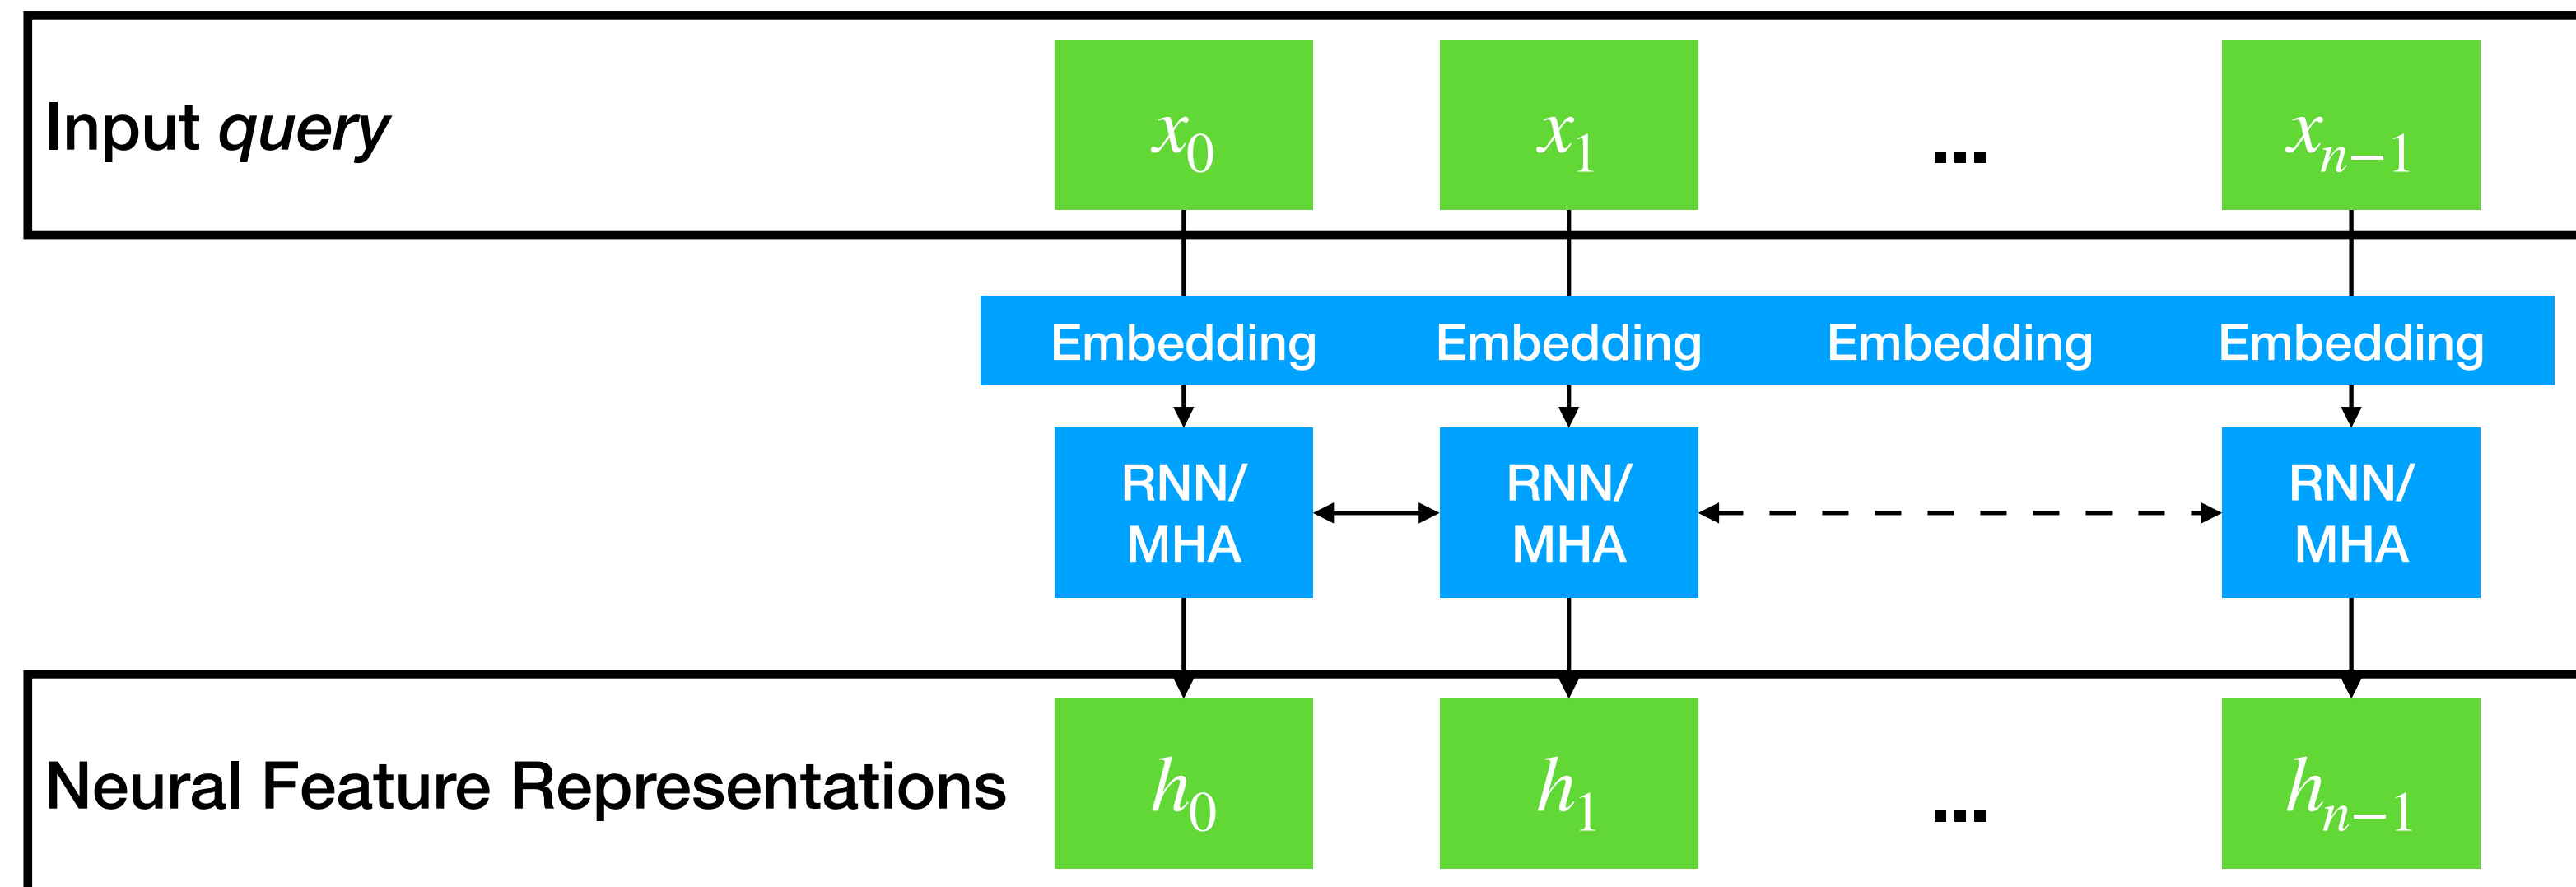 Input query x₀ x₁ ... xₙ₋₁
Embedding Embedding Embedding Embedding
RNN/ RNN/ RNN/
MHA MHA MHA
Neural Feature Representations h₀ h₁ ... hₙ₋₁